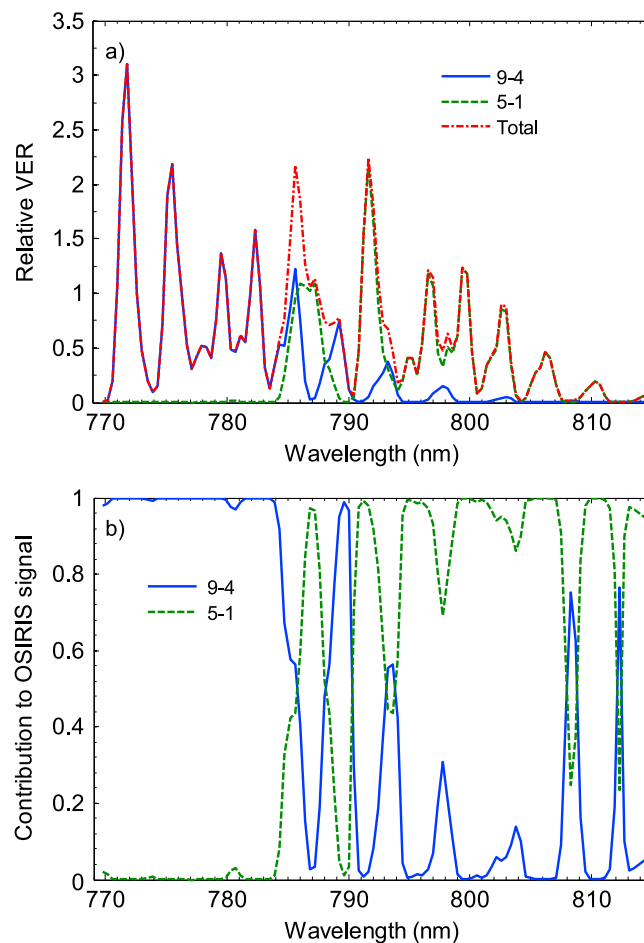 3.5
3
2.5
2
1.5
1
0.5
0
a)
9-4
5-1
Total
Relative VER
770 780 790 800 810
Wavelength (nm)
1
0.8
0.6
0.4
0.2
0
b)
9-4
5-1
Contribution to OSIRIS signal
770 780 790 800 810
Wavelength (nm)